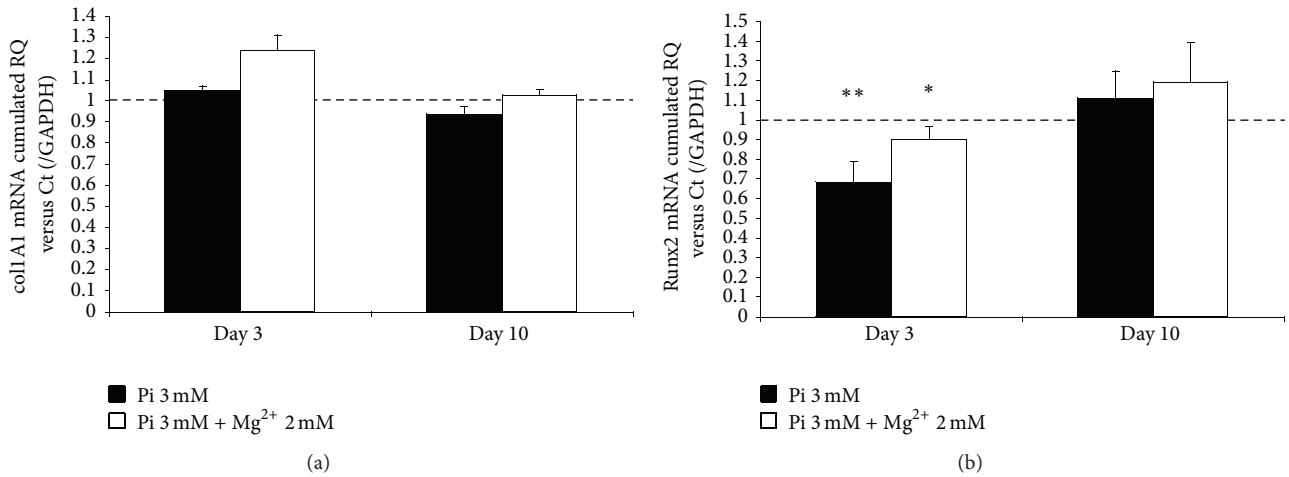 col1A1 mRNA cumulated RQ
versus Ct (/GAPDH)
1.4
1.3
1.2
1.1
1
0.9
0.8
0.7
0.6
0.5
0.4
0.3
0.2
0.1
0
Day 3
Day 10
Pi 3 mM
Pi 3 mM + Mg²⁺ 2 mM
(a)
Runx2 mRNA cumulated RQ
versus Ct (/GAPDH)
1.5
1.4
1.3
1.2
1.1
1
0.9
0.8
0.7
0.6
0.5
0.4
0.3
0.2
0.1
0
**
*
Day 3
Day 10
Pi 3 mM
Pi 3 mM + Mg²⁺ 2 mM
(b)